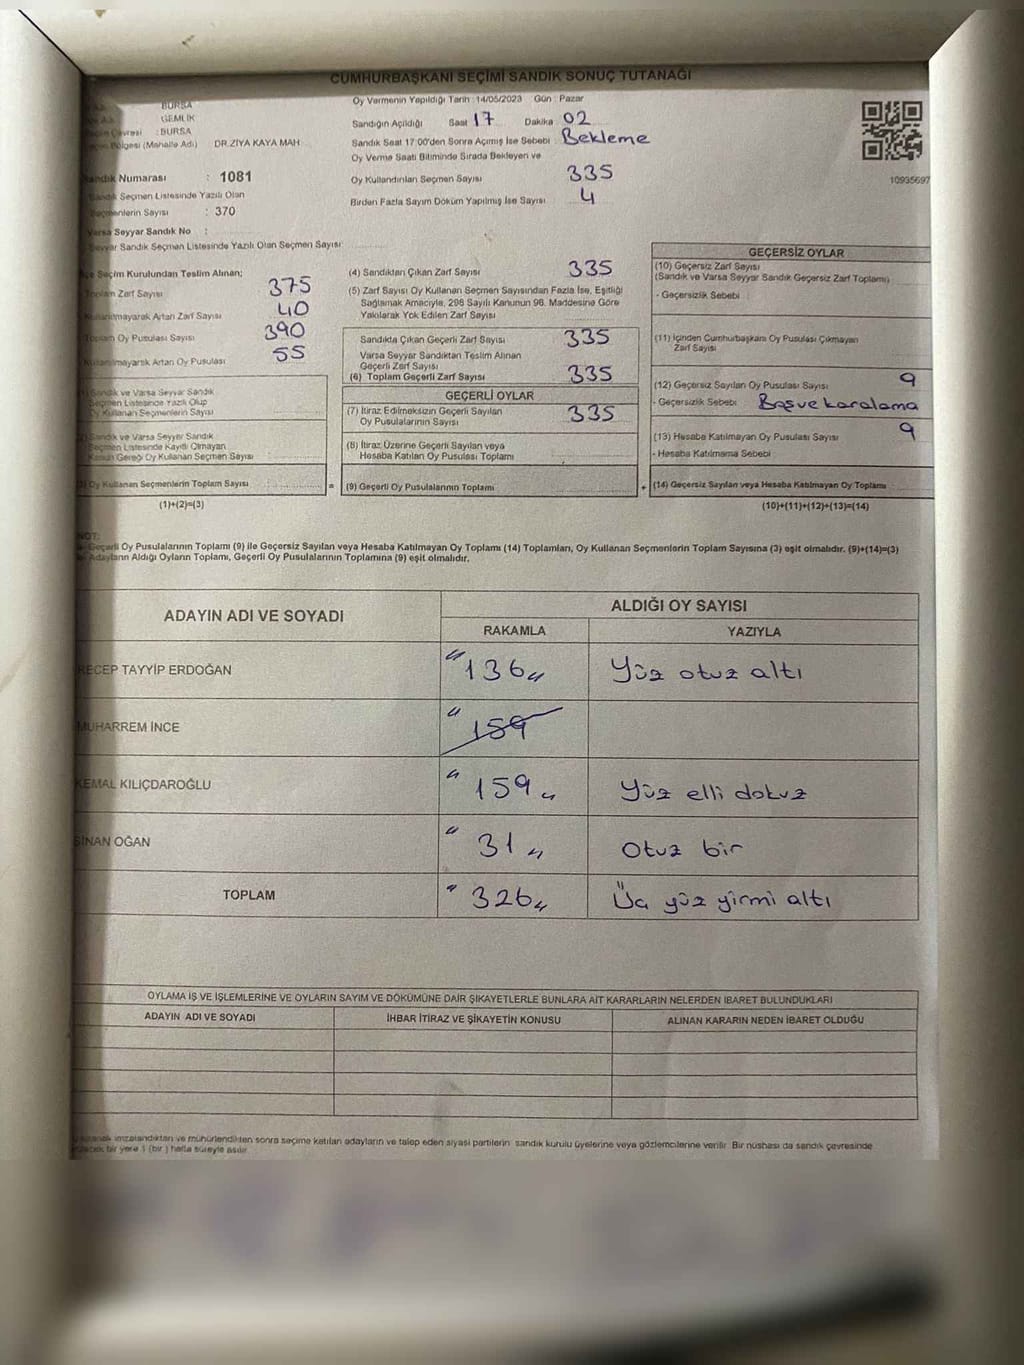 CUMHURBAŞKANI SEÇİMİ SANDIK SONUÇ TUTANAĞI
BURSA
GEMLİK
Çevresi : BURSA
(Mahalle Adı) DR.ZİYA KAYA MAH
Sandık Numarası : 1081
Sandık Seçmen Listesinde Yazılı Olan
Seçmenlerin Sayısı : 370
Varsa Seyyar Sandık No :
Seyyar Sandık Seçmen Listesinde Yazılı Olan Seçmen Sayısı:
Oy Vermenin Yapıldığı Tarih : 14/05/2023 Gün : Pazar
Sandığın Açıldığı Saat 17 Dakika 02
Sandık Saat 17:00'den Sonra Açımış İse Sebebi : Bekleme
Oy Verme Saati Bitiminde Sırada Bekleyen ve
Oy Kullandırılan Seçmen Sayısı 335
Birden Fazla Sayım Döküm Yapılmış İse Sayısı 4
10935697
İlçe Seçim Kurulundan Teslim Alınan;
Toplam Zarf Sayısı 375
Kullanılmayarak Artan Zarf Sayısı 40
Toplam Oy Pusulası Sayısı 390
Kullanılmayarak Artan Oy Pusulası 55
(1) Sandık ve Varsa Seyyar Sandık
Seçmen Listesinde Yazılı Olup
Oy Kullanan Seçmenlerin Sayısı
(2) Sandık ve Varsa Seyyar Sandık
Seçmen Listesinde Kayıtlı Olmayan
Kanun Gereği Oy Kullanan Seçmen Sayısı
(3) Oy Kullanan Seçmenlerin Toplam Sayısı =
(1)+(2)=(3)
(4) Sandıktan Çıkan Zarf Sayısı 335
(5) Zarf Sayısı Oy Kullanan Seçmen Sayısından Fazla İse, Eşitliği
Sağlamak Amacıyla, 298 Sayılı Kanunun 98. Maddesine Göre
Yakılarak Yok Edilen Zarf Sayısı
Sandıkta Çıkan Geçerli Zarf Sayısı 335
Varsa Seyyar Sandıktan Teslim Alınan
Geçerli Zarf Sayısı
(6) Toplam Geçerli Zarf Sayısı 335
GEÇERLİ OYLAR
(7) İtiraz Edilmeksizin Geçerli Sayılan
Oy Pusulalarının Sayısı 335
(8) İtiraz Üzerine Geçerli Sayılan veya
Hesaba Katılan Oy Pusulası Toplamı
(9) Geçerli Oy Pusulalarının Toplamı +
GEÇERSİZ OYLAR
(10) Geçersiz Zarf Sayısı
(Sandık ve Varsa Seyyar Sandık Geçersiz Zarf Toplamı)
- Geçersizlik Sebebi
(11) İçinden Cumhurbaşkanı Oy Pusulası Çıkmayan
Zarf Sayısı
(12) Geçersiz Sayılan Oy Pusulası Sayısı 9
- Geçersizlik Sebebi Boşvekaralama
(13) Hesaba Katılmayan Oy Pusulası Sayısı 9
- Hesaba Katılmama Sebebi
(14) Geçersiz Sayılan veya Hesaba Katılmayan Oy Toplamı
(10)+(11)+(12)+(13)=(14)
NOT:
Geçerli Oy Pusulalarının Toplamı (9) ile Geçersiz Sayılan veya Hesaba Katılmayan Oy Toplamı (14) Toplamları, Oy Kullanan Seçmenlerin Toplam Sayısına (3) eşit olmalıdır. (9)+(14)=(3)
Adayların Aldığı Oyların Toplamı, Geçerli Oy Pusulalarının Toplamına (9) eşit olmalıdır.
ADAYIN ADI VE SOYADI ALDIĞI OY SAYISI
RAKAMLA YAZIYLA
RECEP TAYYİP ERDOĞAN "136" Yüz otuz altı
MUHARREM İNCE " 159
KEMAL KILIÇDAROĞLU "159" Yüz elli dokuz
SİNAN OĞAN "31" Otuz bir
TOPLAM "326" Üç yüz yirmi altı
OYLAMA İŞ VE İŞLEMLERİNE VE OYLARIN SAYIM VE DÖKÜMÜNE DAİR ŞİKAYETLERLE BUNLARA AİT KARARLARIN NELERDEN İBARET BULUNDUKLARI
ADAYIN ADI VE SOYADI İHBAR İTİRAZ VE ŞİKAYETİN KONUSU ALINAN KARARIN NEDEN İBARET OLDUĞU
imzalandıktan ve mühürlendikten sonra seçime katılan adayların ve talep eden siyasi partilerin sandık kurulu üyelerine veya gözlemcilerine verilir. Bir nüshası da sandık çevresinde
bir yere 1 (bir ) hafta süreyle asılır.